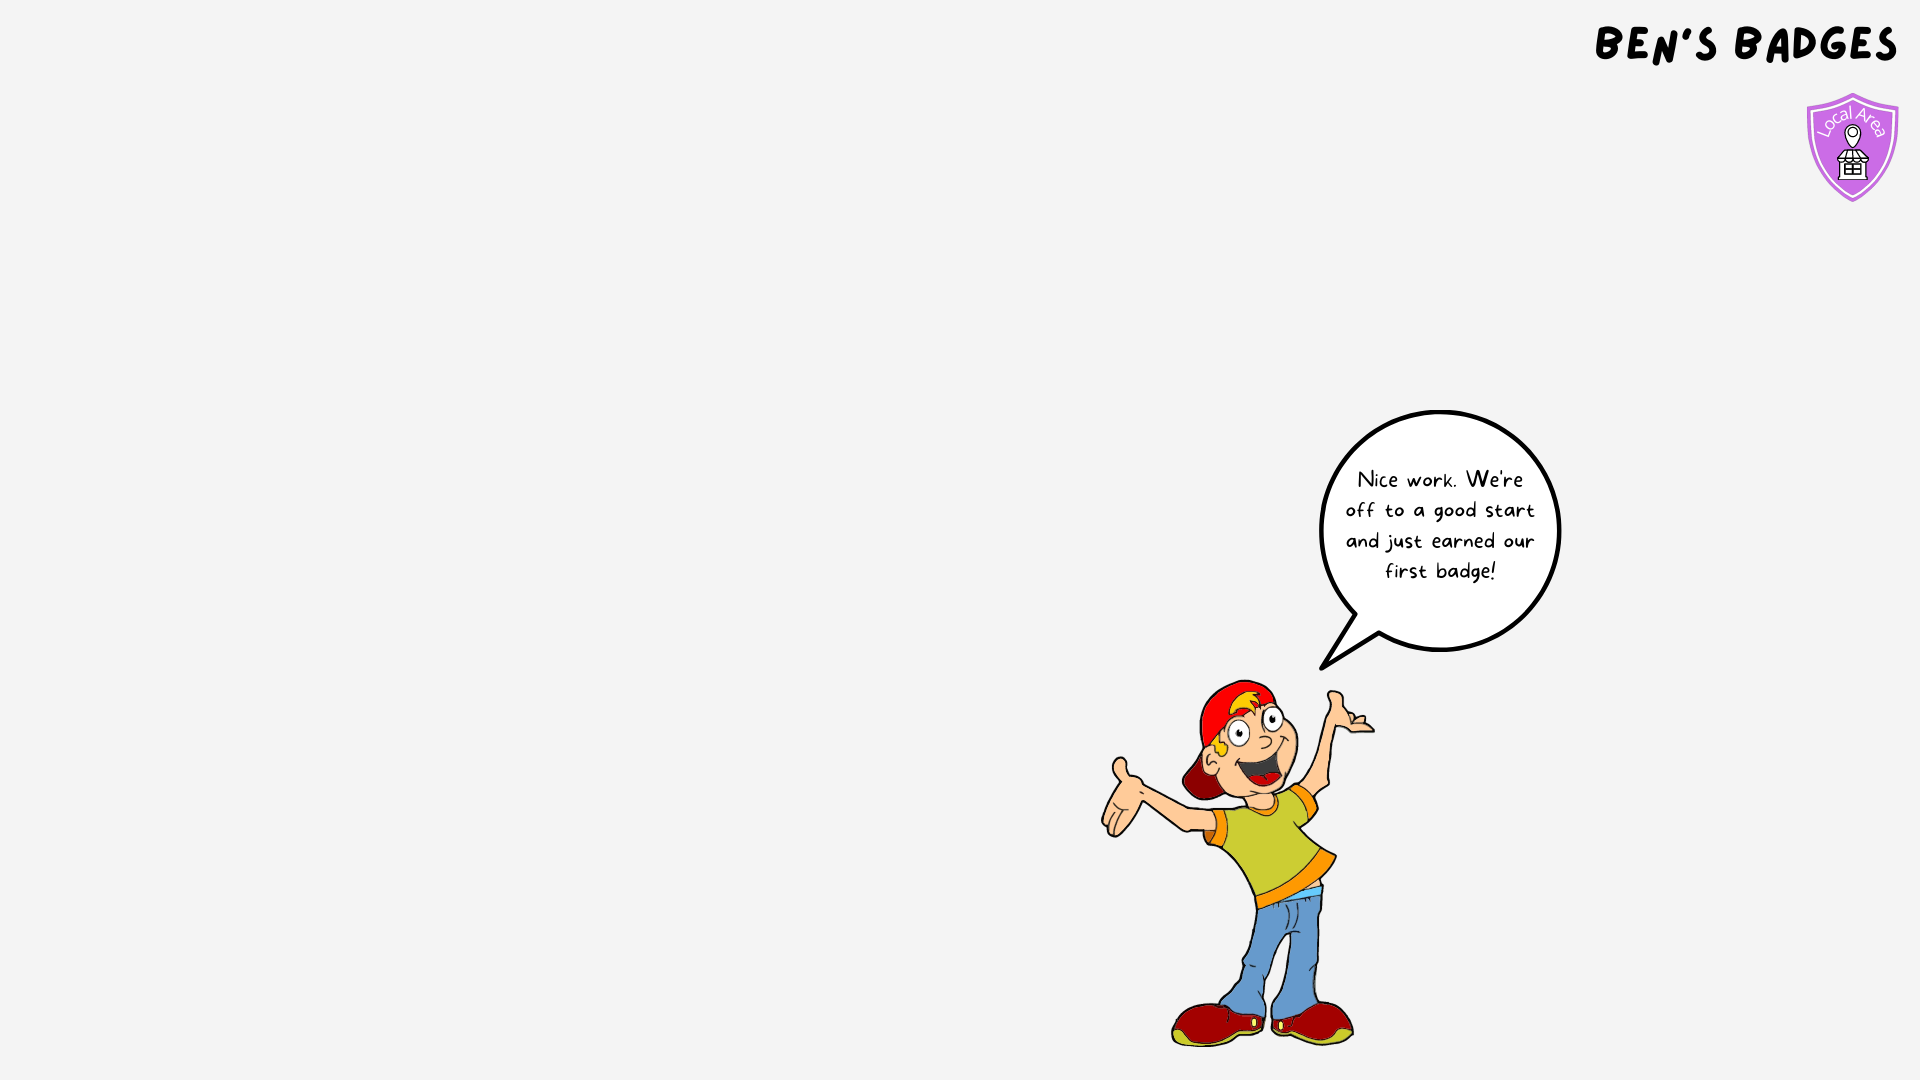 BEN'S BADGES
Local Area
Nice work. We're
off to a good start
and just earned our
first badge!